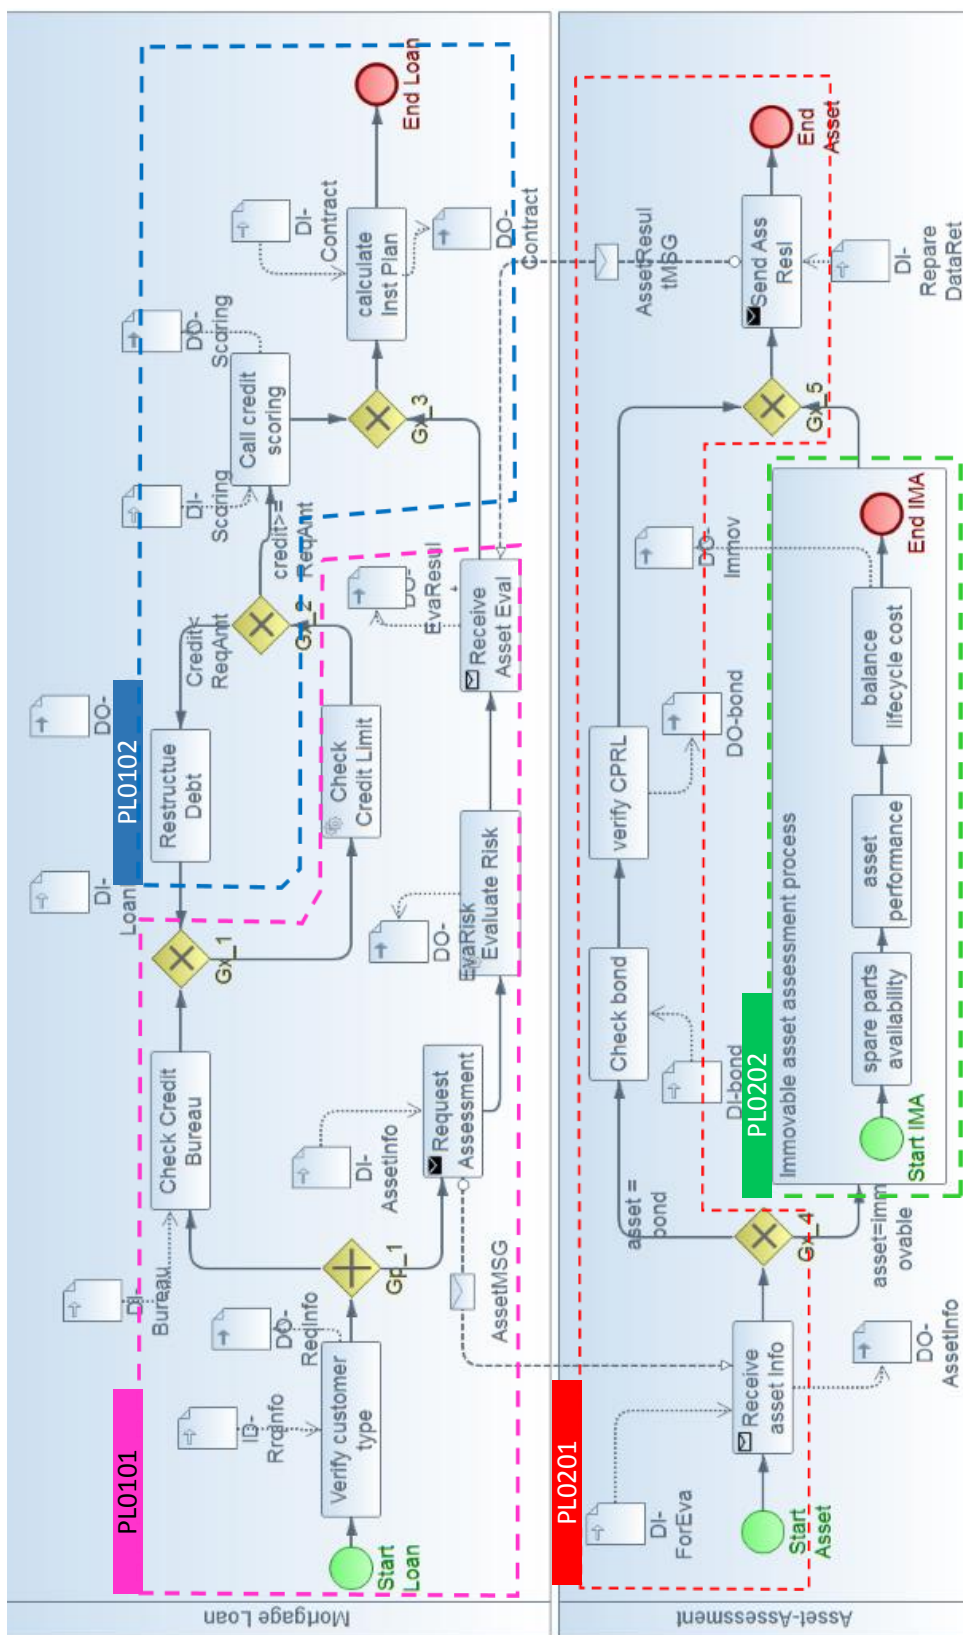 Mortgage Loan
PL0101
PL0102
Start
Loan
Verify customer
type
ID-
RrqInfo
DO-
ReqInfo
Gp_1
DI-
Bureau
Check Credit
Bureau
DI-
AssetInfo
Request
Assessment
AssetMSG
Gx_1
DI-
Loan
DO-
Restructue
Debt
Check
Credit Limit
DO-
EvaRisk
Evaluate Risk
Credit<
ReqAmt
Gx_2
credit>=
ReqAmt
DI-
Scoring
DO-
Scoring
Call credit
scoring
DO-
EvaResul
Receive
Asset Eval
Gx_3
DI-
Contract
calculate
Inst Plan
DO-
Contract
End Loan
Asset-Assessment
PL0201
PL0202
Start
Asset
DI-
ForEva
Receive
asset Info
DO-
AssetInfo
Gx_4
asset =
bond
asset=imm
ovable
Check bond
DI-bond
verify CPRL
DO-bond
Immovable asset assessment process
Start IMA
spare parts
availability
asset
performance
balance
lifecycle cost
DO-
Immov
End IMA
Gx_5
AssetResul
tMSG
Send Ass
Resl
DI-
Repare
DataRet
End
Asset